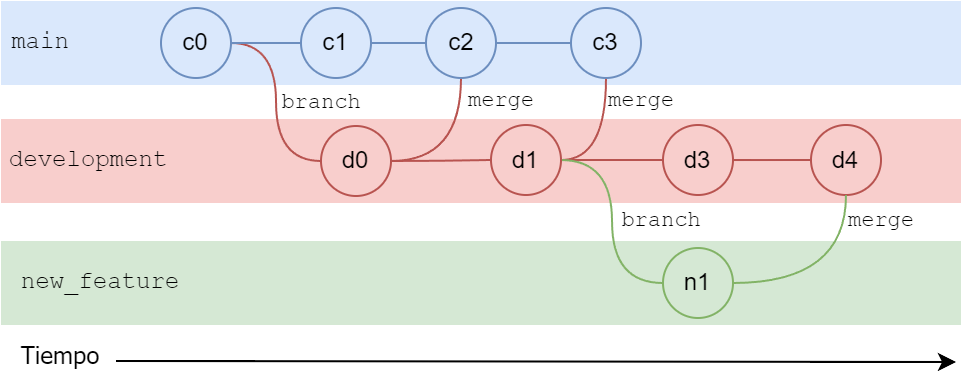 main c0 c1 c2 c3
branch merge merge
development d0 d1 d3 d4
branch merge
new_feature n1
Tiempo